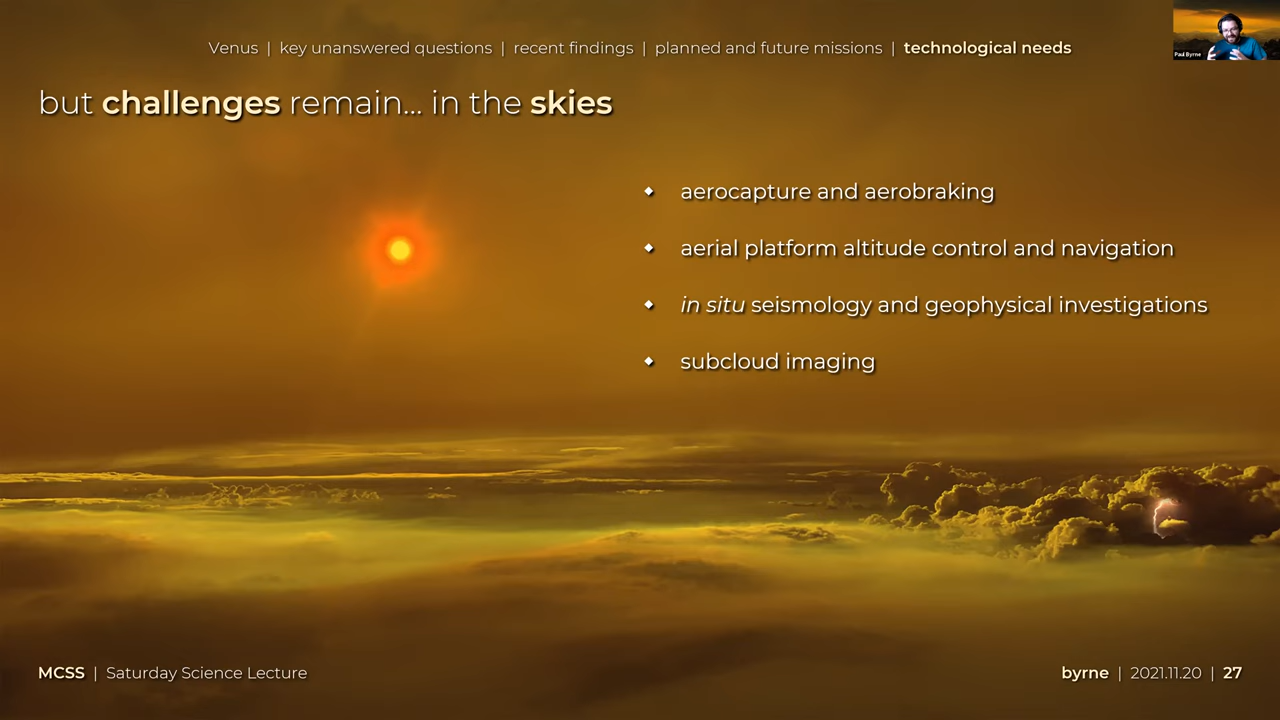 Venus | key unanswered questions | recent findings | planned and future missions | technological needs
Paul Byrne
but challenges remain... in the skies
◆ aerocapture and aerobraking
◆ aerial platform altitude control and navigation
◆ in situ seismology and geophysical investigations
◆ subcloud imaging
MCSS | Saturday Science Lecture
byrne | 2021.11.20 | 27